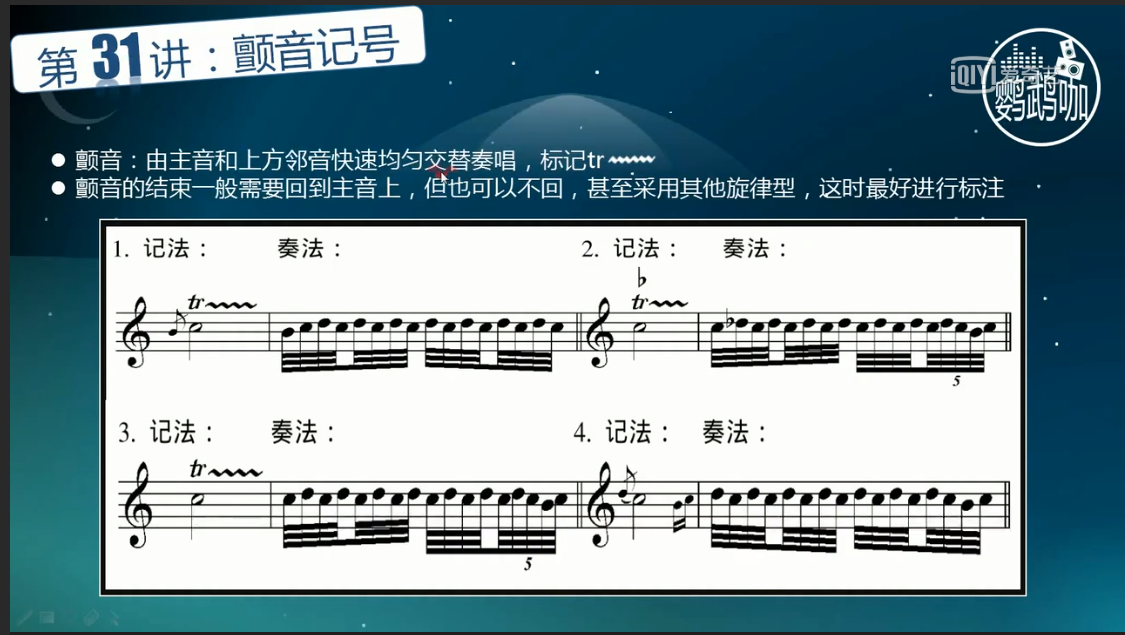 第31讲：颤音记号
iQIYI 爱奇艺
鹦鹉咖
颤音：由主音和上方邻音快速均匀交替奏唱，标记tr
颤音的结束一般需要回到主音上，但也可以不回，甚至采用其他旋律型，这时最好进行标注
1. 记法： 奏法： 2. 记法： 奏法：
tr tr
5
3. 记法： 奏法： 4. 记法： 奏法：
tr
5